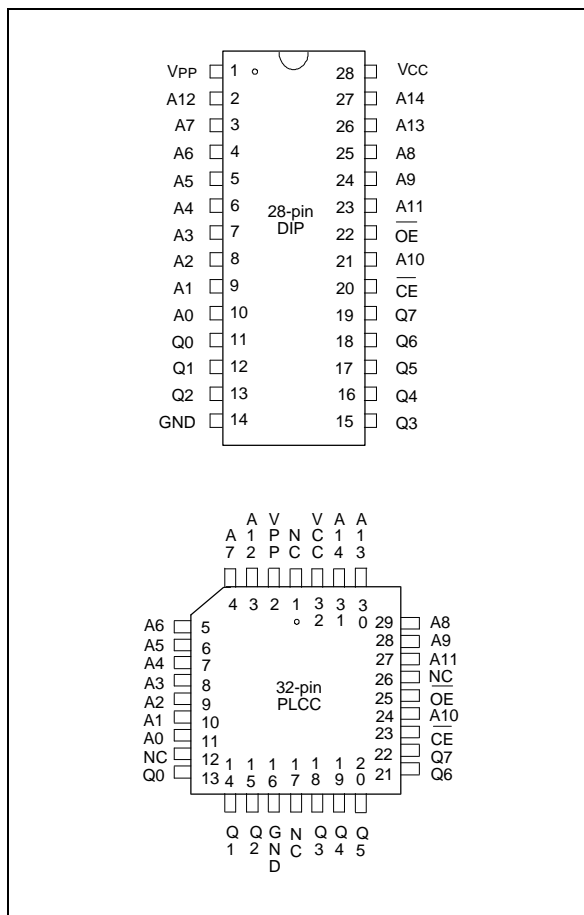 VPP 1 28 VCC
A12 2 27 A14
A7 3 26 A13
A6 4 25 A8
A5 5 24 A9
A4 6 23 A11
28-pin
DIP
A3 7 22 OE
A2 8 21 A10
A1 9 20 CE
A0 10 19 Q7
Q0 11 18 Q6
Q1 12 17 Q5
Q2 13 16 Q4
GND 14 15 Q3
A7 A12 VPP NC VCC A14 A13
4 3 2 1 32 31 30
A6 5 29 A8
A5 6 28 A9
A4 7 27 A11
A3 8 26 NC
A2 9 25 OE
A1 10 24 A10
A0 11 23 CE
NC 12 22 Q7
Q0 13 21 Q6
32-pin
PLCC
14 15 16 17 18 19 20
Q1 Q2 GND NC Q3 Q4 Q5